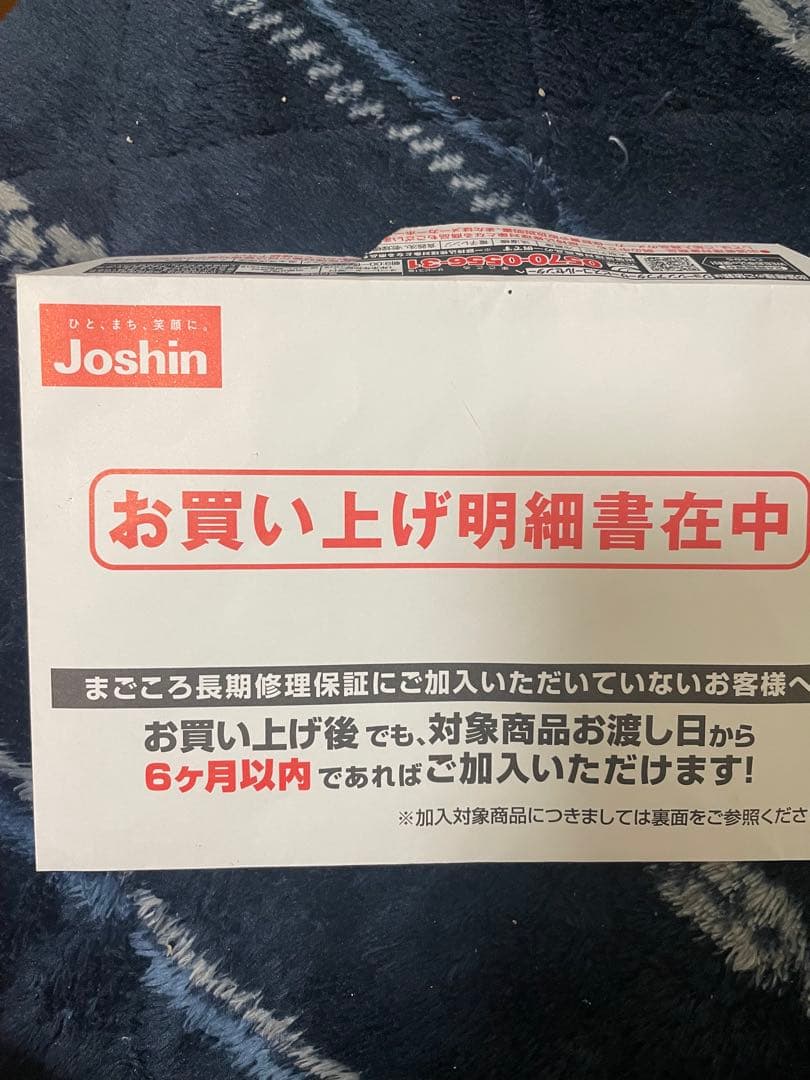 0570-0556-31
ひと、まち、笑顔に。
Joshin
お買い上げ明細書在中
まごころ長期修理保証にご加入いただいていないお客様へ
お買い上げ後でも、対象商品お渡し日から
6ヶ月以内であればご加入いただけます!
※加入対象商品につきましては裏面をご参照くださ